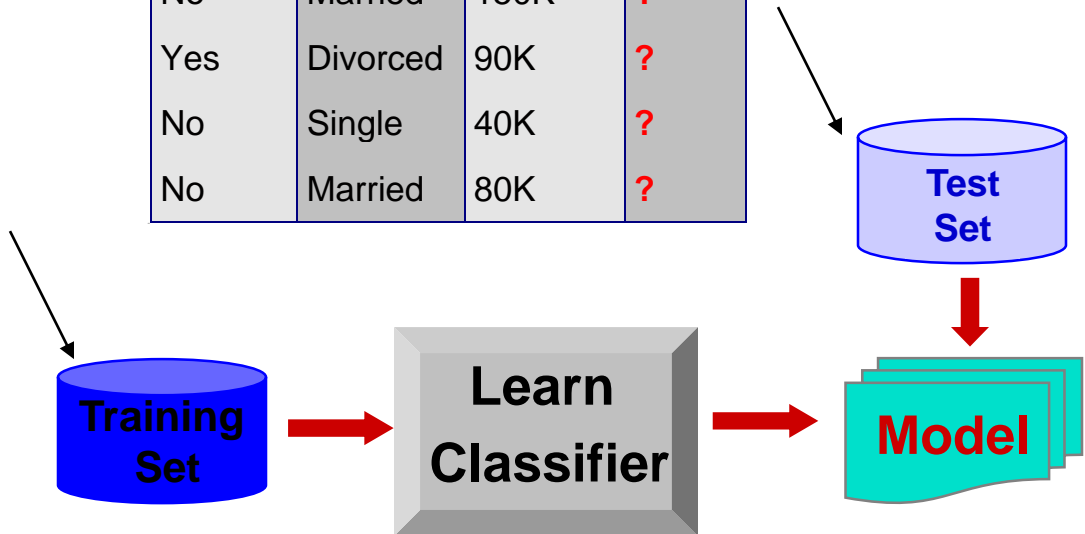 Yes Divorced 90K ?
No Single 40K ?
No Married 80K ?
Test
Set
Training
Set
Learn
Classifier
Model